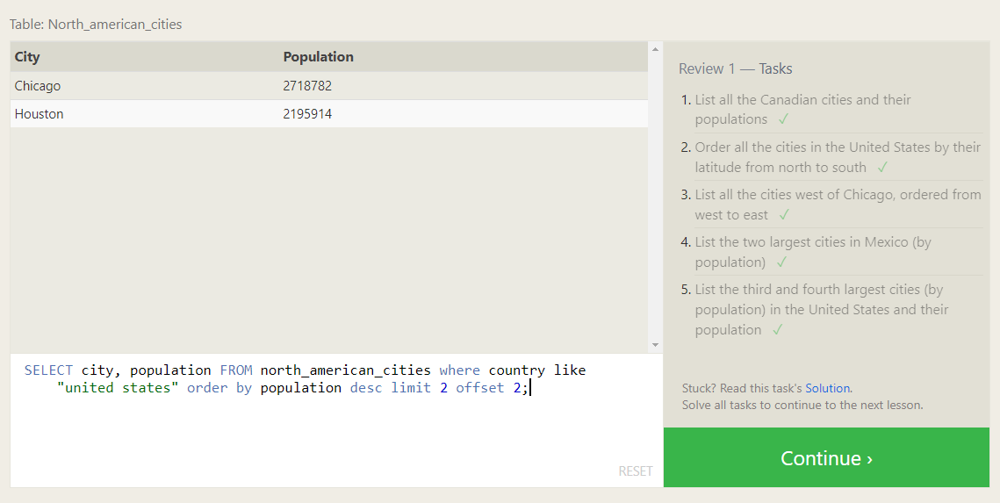 Table: North_american_cities
City Population
Chicago 2718782
Houston 2195914
SELECT city, population FROM north_american_cities where country like
"united states" order by population desc limit 2 offset 2;
RESET
Review 1 — Tasks
1. List all the Canadian cities and their
populations ✓
2. Order all the cities in the United States by their
latitude from north to south ✓
3. List all the cities west of Chicago, ordered from
west to east ✓
4. List the two largest cities in Mexico (by
population) ✓
5. List the third and fourth largest cities (by
population) in the United States and their
population ✓
Stuck? Read this task's Solution.
Solve all tasks to continue to the next lesson.
Continue ›